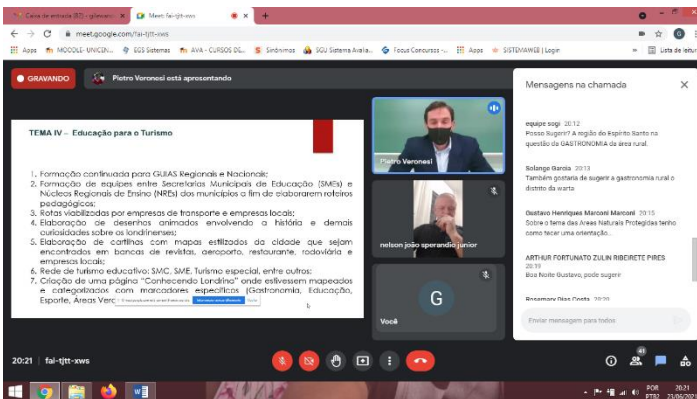 Caixa de entrada (52) - gilevano
Meet: fai-tjtt-xws
meet.google.com/fai-tjtt-xws
Apps
MOODLE- UNICEN...
EGS Sistemas
AVA - CURSOS DE...
Sinônimos
SGU Sistema Avalia...
Focus Concursos -...
Apps
SISTEMAWEB | Login
Lista de leitur
GRAVANDO
Pietro Veronesi está apresentando
TEMA IV – Educação para o Turismo
1. Formação continuada para GUIAS Regionais e Nacionais;
2. Formação de equipes entre Secretarias Municipais de Educação (SMEs) e
Núcleos Regionais de Ensino (NREs) dos municípios a fim de elaborarem roteiros
pedagógicos;
3. Rotas viabilizadas por empresas de transporte e empresas locais;
4. Elaboração de desenhos animados envolvendo a história e demais
curiosidades sobre os londrinenses;
5. Elaboração de cartilhas com mapas estilizados da cidade que sejam
encontrados em bancas de revistas, aeroporto, restaurante, rodoviária e
empresas locais;
6. Rede de turismo educativo: SMC, SME, Turismo especial, entre outros;
7. Criação de uma página "Conhecendo Londrina" onde estivessem mapeados
e categorizados com marcadores específicos (Gastronomia, Educação,
Esporte, Áreas Verd
Pietro Veronesi
nelson joão sperandio junior
G
Você
Mensagens na chamada
equipe sogi 20:12
Posso Sugerir? A região do Espírito Santo na
questão da GASTRONOMIA da área rural.
Solange Garcia 20:13
Também gostaria de sugerir a gastronomia rural o
distrito da warta
Gustavo Henriques Marconi Marconi 20:15
Sobre o tema das Áreas Naturais Protegidas tenho
como tecer uma orientação...
ARTHUR FORTUNATO ZULIN RIBIERETE PIRES
20:19
Boa Noite Gustavo, pode sugerir
Rosemary Dias Costa 20:20
Enviar mensagem para todos
20:21 | fai-tjtt-xws
41
POR
PTB2
20:21
23/06/202